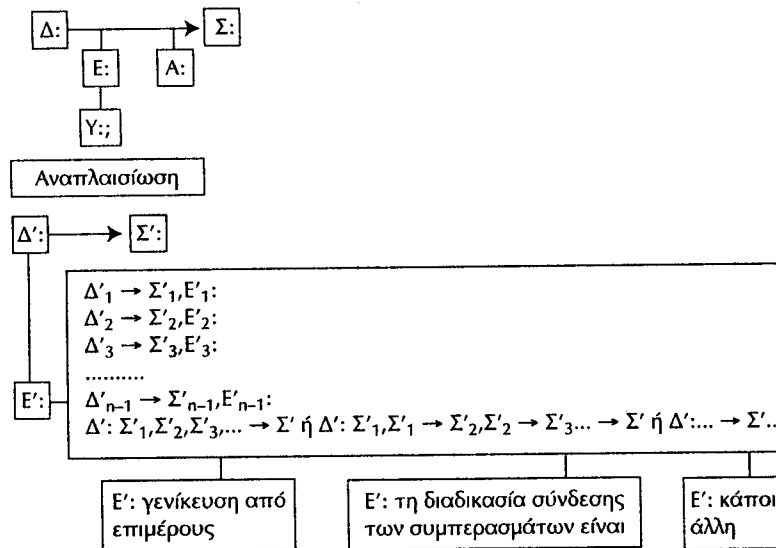 Δ: Σ:
Ε: Α:
Υ:;
Αναπλαισίωση
Δ': Σ':
Δ'₁ → Σ'₁,Ε'₁:
Δ'₂ → Σ'₂,Ε'₂:
Δ'₃ → Σ'₃,Ε'₃:
..........
Ε': Δ'ₙ₋₁ → Σ'ₙ₋₁,Ε'ₙ₋₁:
Δ': Σ'₁,Σ'₂,Σ'₃,... → Σ' ή Δ': Σ'₁,Σ'₁ → Σ'₂,Σ'₂ → Σ'₃... → Σ' ή Δ':... → Σ'..
Ε': γενίκευση από
επιμέρους
Ε': τη διαδικασία σύνδεσης
των συμπερασμάτων είναι
Ε': κάποι
άλλη